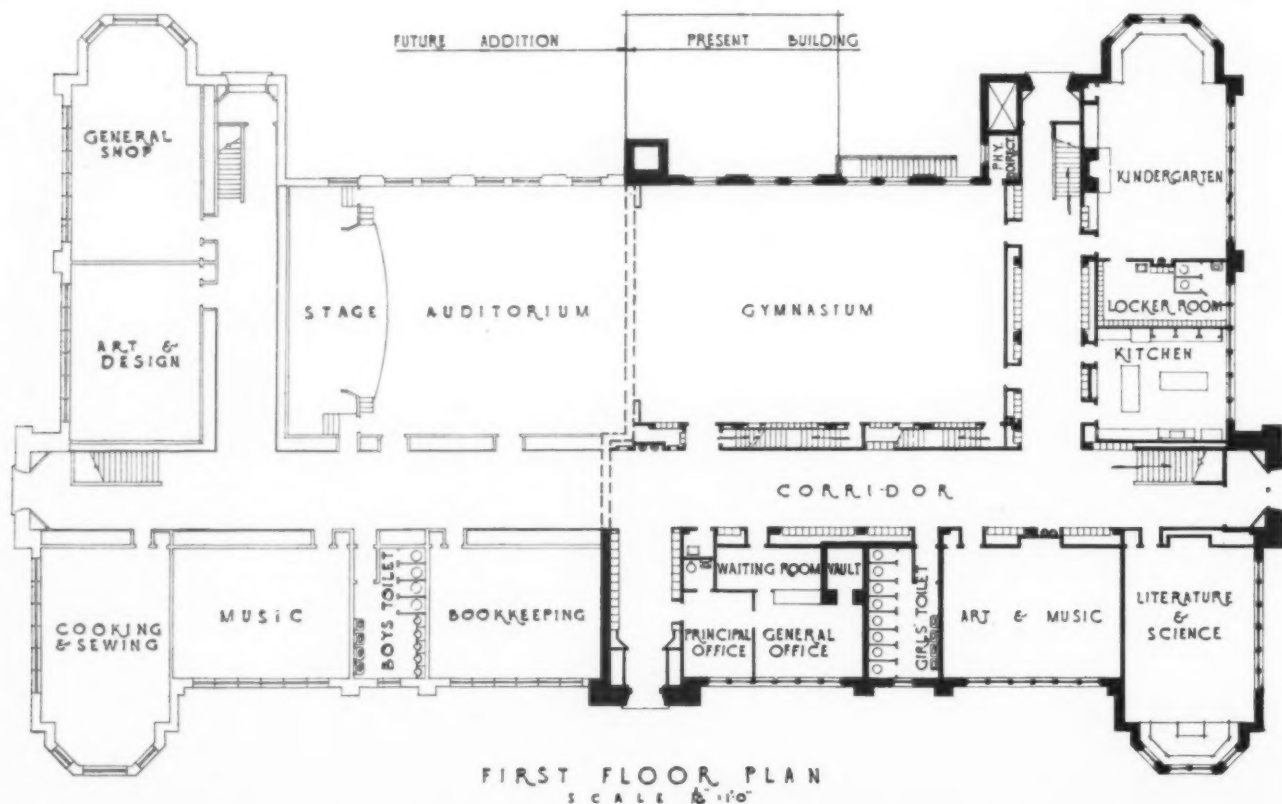 FUTURE ADDITION
PRESENT BUILDING
GENERAL
SHOP
PHY.
DIRECT
KINDERGARTEN
STAGE
AUDITORIUM
GYMNASIUM
LOCKER ROOM
ART &
DESIGN
KITCHEN
CORRIDOR
COOKING
& SEWING
MUSIC
BOYS TOILET
BOOKKEEPING
WAITING ROOM
VAULT
PRINCIPAL
OFFICE
GENERAL
OFFICE
GIRLS' TOILET
ART & MUSIC
LITERATURE
&
SCIENCE
FIRST FLOOR PLAN
SCALE